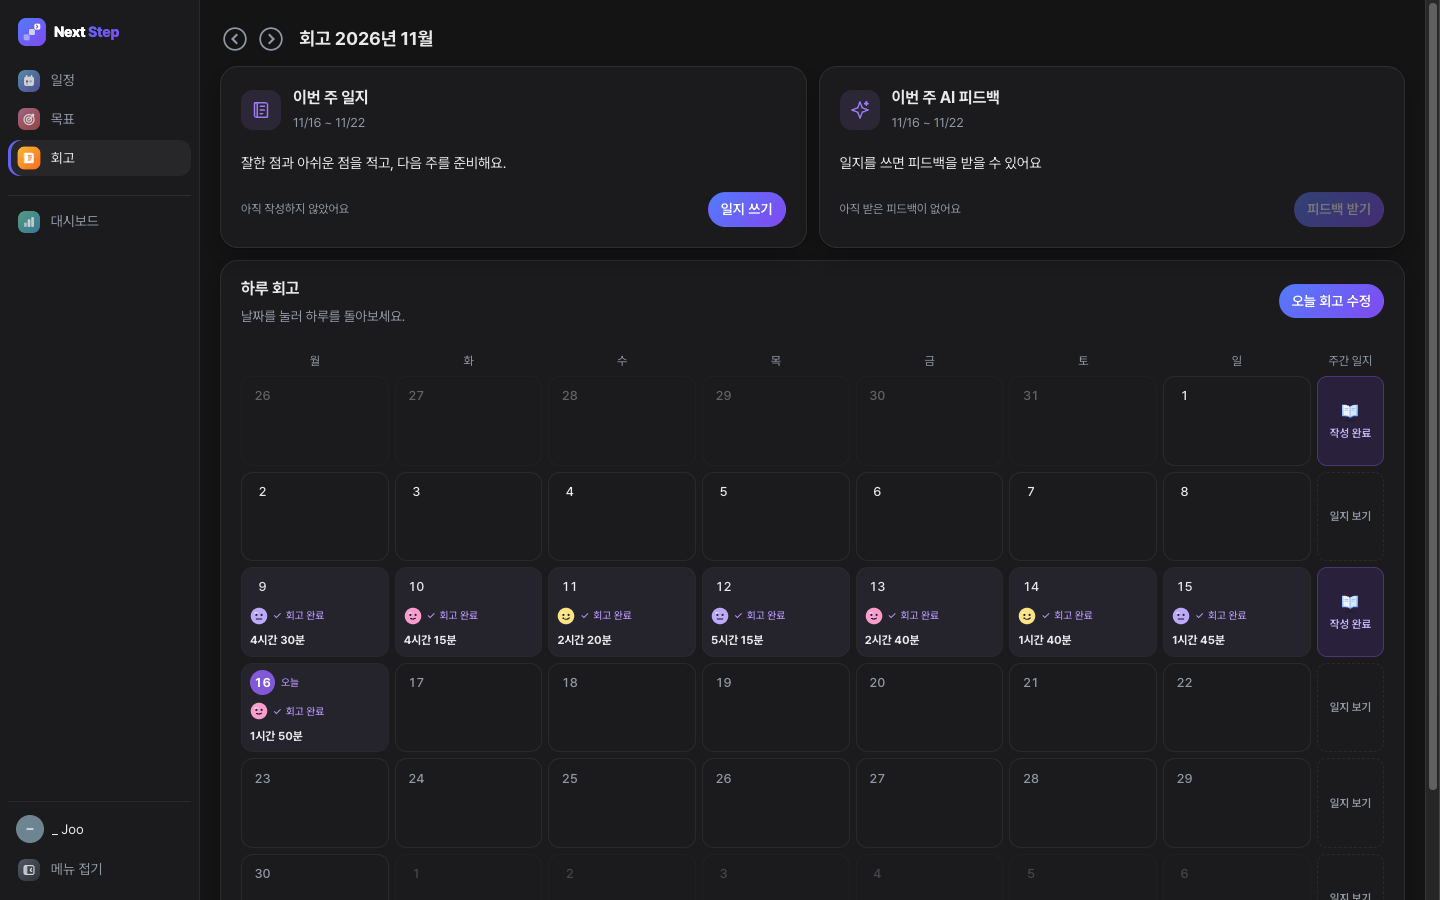 Next Step
일정
목표
회고
대시보드
_ Joo
메뉴 접기
회고 2026년 11월
이번 주 일지
11/16 ~ 11/22
잘한 점과 아쉬운 점을 적고, 다음 주를 준비해요.
아직 작성하지 않았어요
일지 쓰기
이번 주 AI 피드백
11/16 ~ 11/22
일지를 쓰면 피드백을 받을 수 있어요
아직 받은 피드백이 없어요
피드백 받기
하루 회고
날짜를 눌러 하루를 돌아보세요.
오늘 회고 수정
월 화 수 목 금 토 일 주간 일지
26 27 28 29 30 31 1
작성 완료
2 3 4 5 6 7 8
일지 보기
9 10 11 12 13 14 15
✓ 회고 완료 ✓ 회고 완료 ✓ 회고 완료 ✓ 회고 완료 ✓ 회고 완료 ✓ 회고 완료 ✓ 회고 완료
작성 완료
4시간 30분 4시간 15분 2시간 20분 5시간 15분 2시간 40분 1시간 40분 1시간 45분
16 오늘 17 18 19 20 21 22
✓ 회고 완료
일지 보기
1시간 50분
23 24 25 26 27 28 29
일지 보기
30 1 2 3 4 5 6
일지 보기